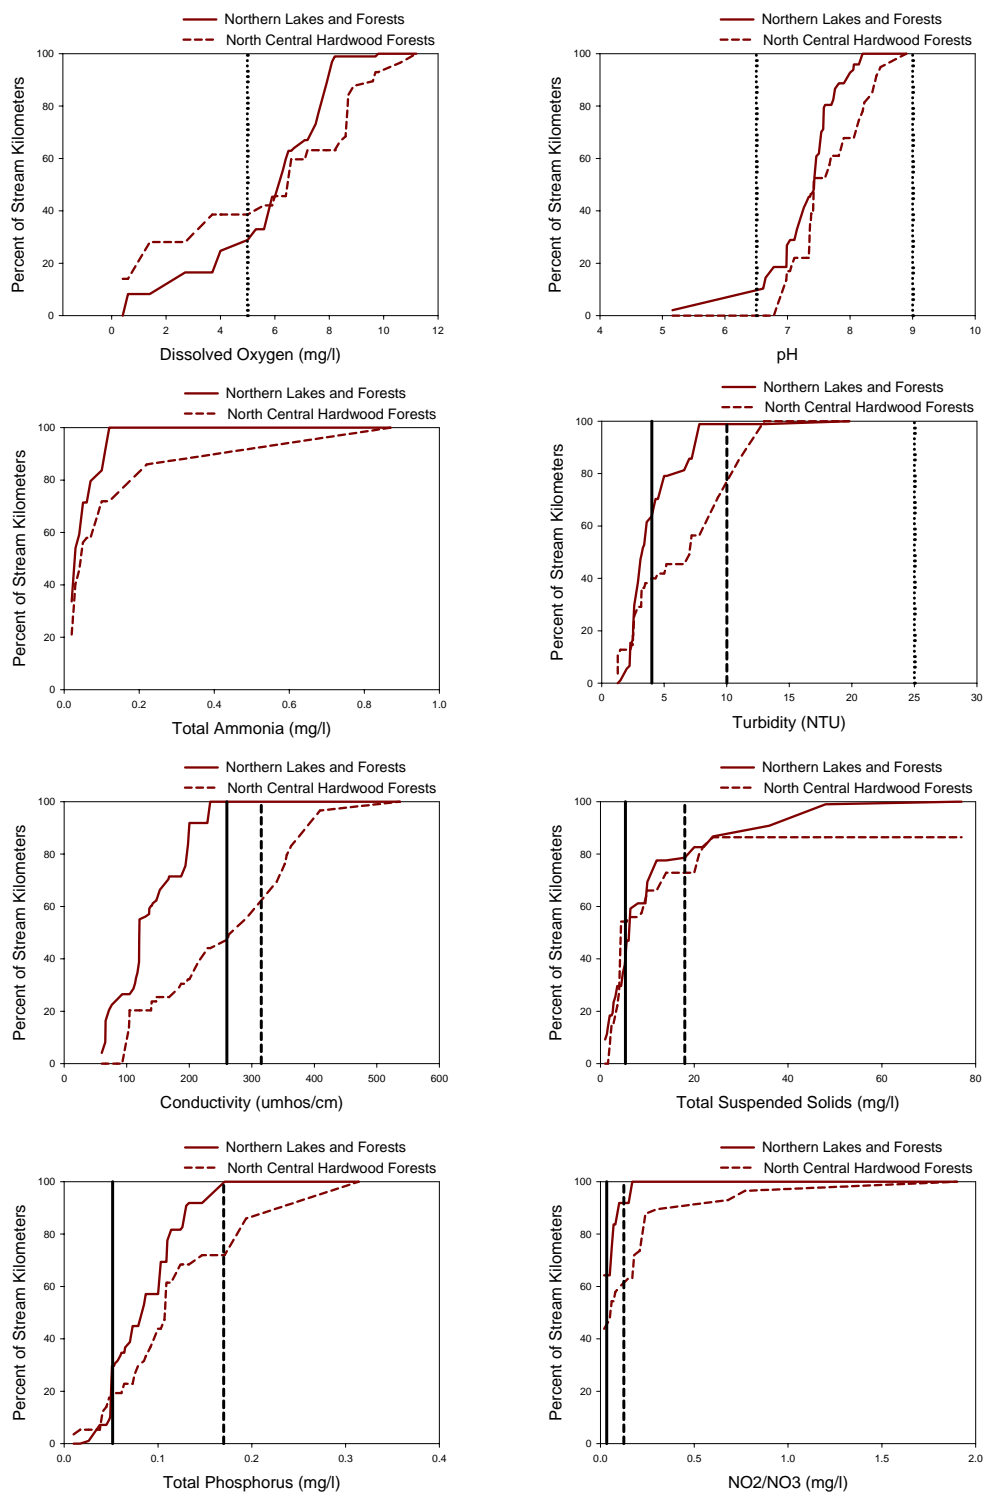 Northern Lakes and Forests
North Central Hardwood Forests
Percent of Stream Kilometers
100
80
60
40
20
0
0 2 4 6 8 10 12
Dissolved Oxygen (mg/l)
Northern Lakes and Forests
North Central Hardwood Forests
Percent of Stream Kilometers
100
80
60
40
20
0
4 5 6 7 8 9 10
pH
Northern Lakes and Forests
North Central Hardwood Forests
Percent of Stream Kilometers
100
80
60
40
20
0
0.0 0.2 0.4 0.6 0.8 1.0
Total Ammonia (mg/l)
Northern Lakes and Forests
North Central Hardwood Forests
Percent of Stream Kilometers
100
80
60
40
20
0
0 5 10 15 20 25 30
Turbidity (NTU)
Northern Lakes and Forests
North Central Hardwood Forests
Percent of Stream Kilometers
100
80
60
40
20
0
0 100 200 300 400 500 600
Conductivity (umhos/cm)
Northern Lakes and Forests
North Central Hardwood Forests
Percent of Stream Kilometers
100
80
60
40
20
0
0 20 40 60 80
Total Suspended Solids (mg/l)
Northern Lakes and Forests
North Central Hardwood Forests
Percent of Stream Kilometers
100
80
60
40
20
0
0.0 0.1 0.2 0.3 0.4
Total Phosphorus (mg/l)
Northern Lakes and Forests
North Central Hardwood Forests
Percent of Stream Kilometers
100
80
60
40
20
0
0.0 0.5 1.0 1.5 2.0
NO2/NO3 (mg/l)